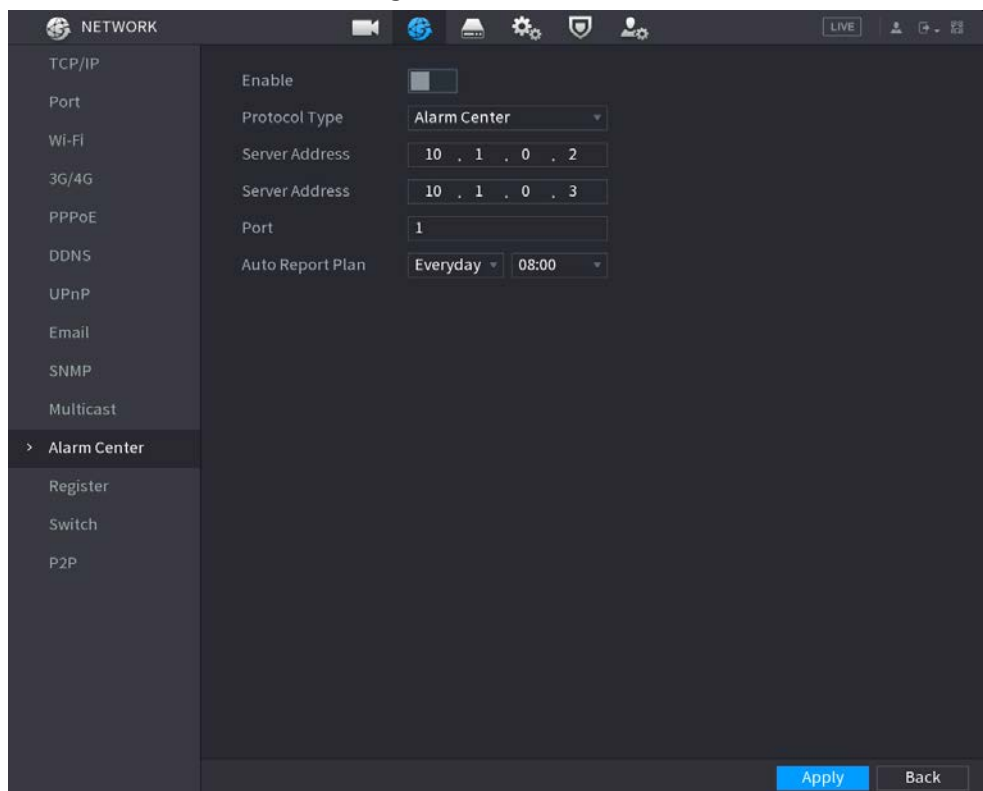 NETWORK
LIVE
TCP/IP
Port
Wi-Fi
3G/4G
PPPoE
DDNS
UPnP
Email
SNMP
Multicast
> Alarm Center
Register
Switch
P2P
Enable
Protocol Type Alarm Center
Server Address 10 . 1 . 0 . 2
Server Address 10 . 1 . 0 . 3
Port 1
Auto Report Plan Everyday 08:00
Apply Back